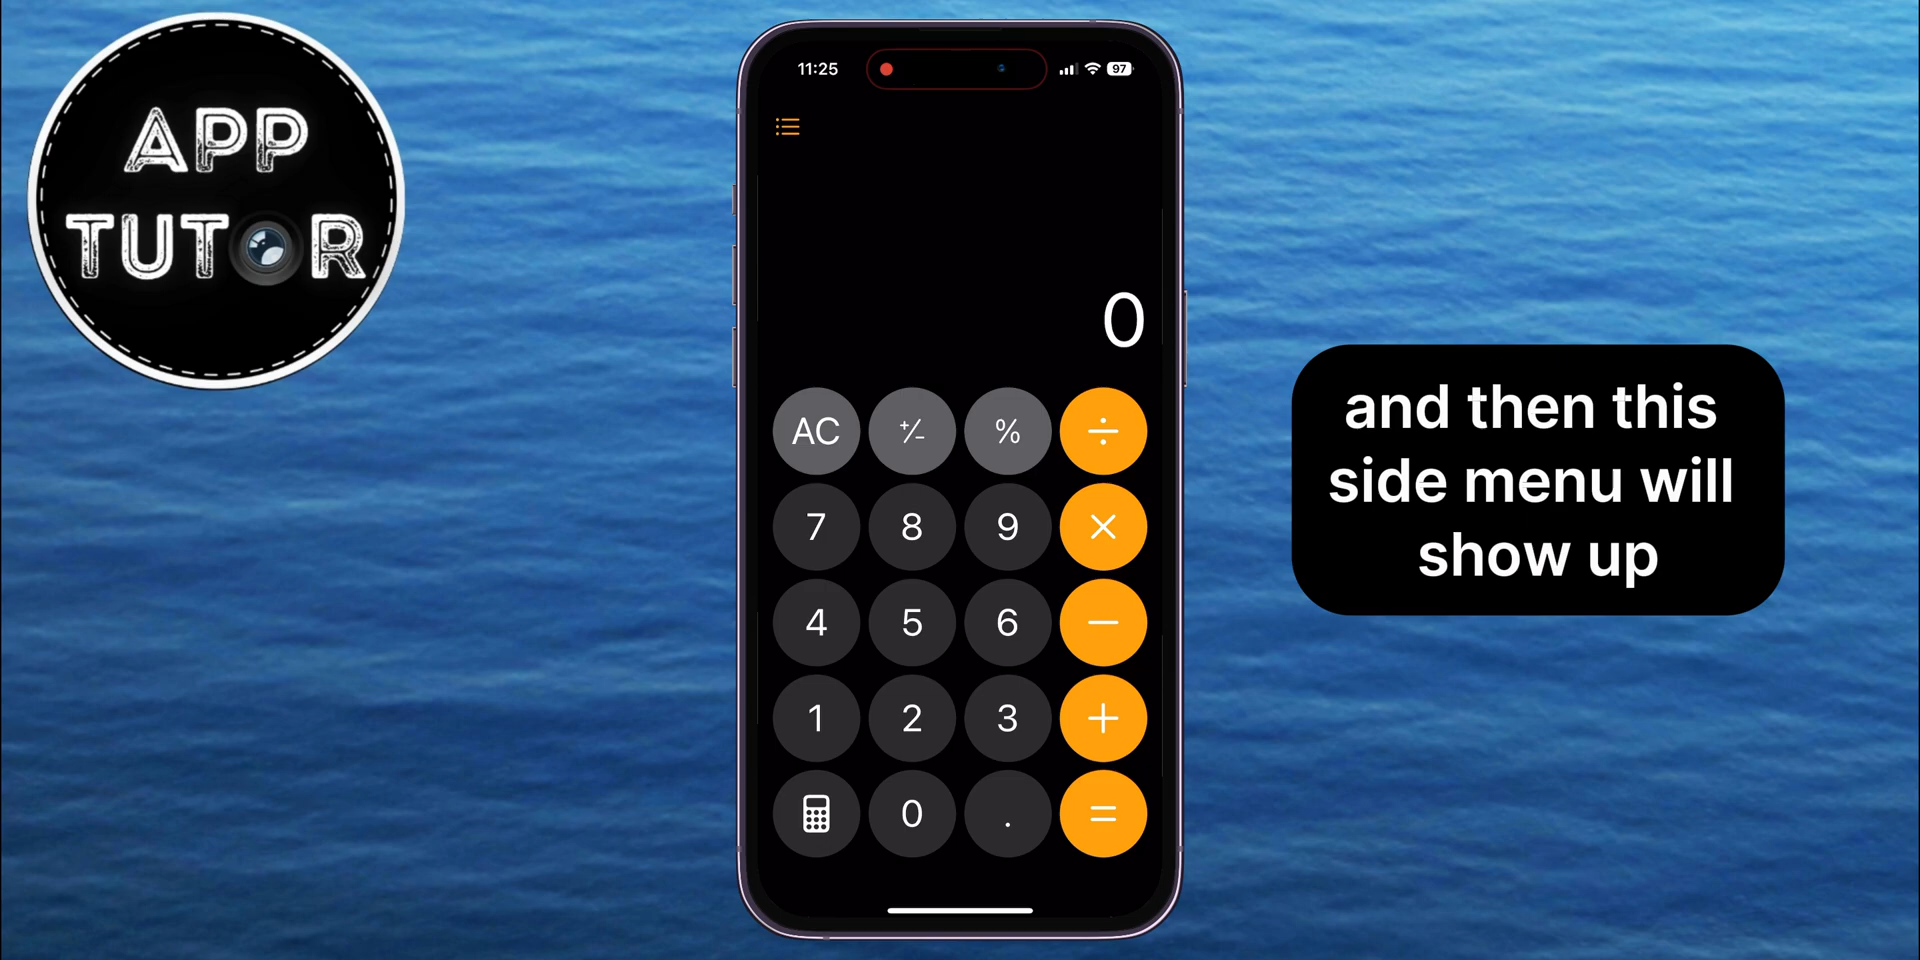 APP
TUTOR
11:25
97
0
AC +/- % ÷
7 8 9 ×
4 5 6 −
1 2 3 +
0 . =
and then this
side menu will
show up